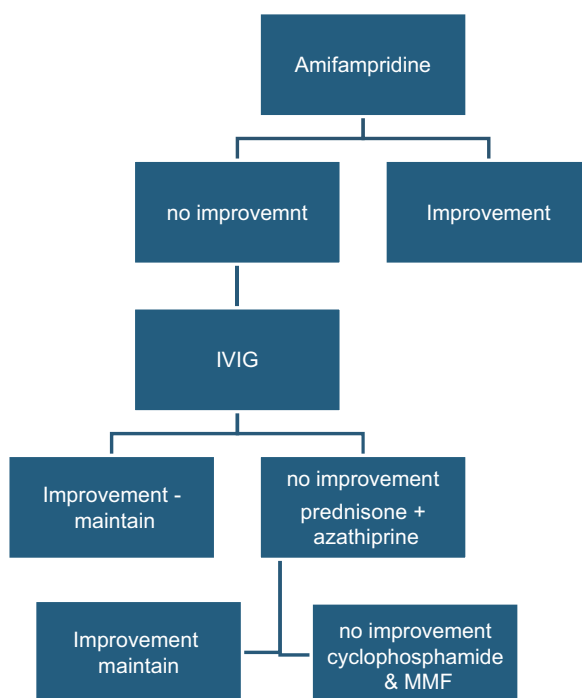 Amifampridine
no improvemnt
Improvement
IVIG
Improvement -
maintain
no improvement
prednisone +
azathiprine
Improvement
maintain
no improvement
cyclophosphamide
& MMF